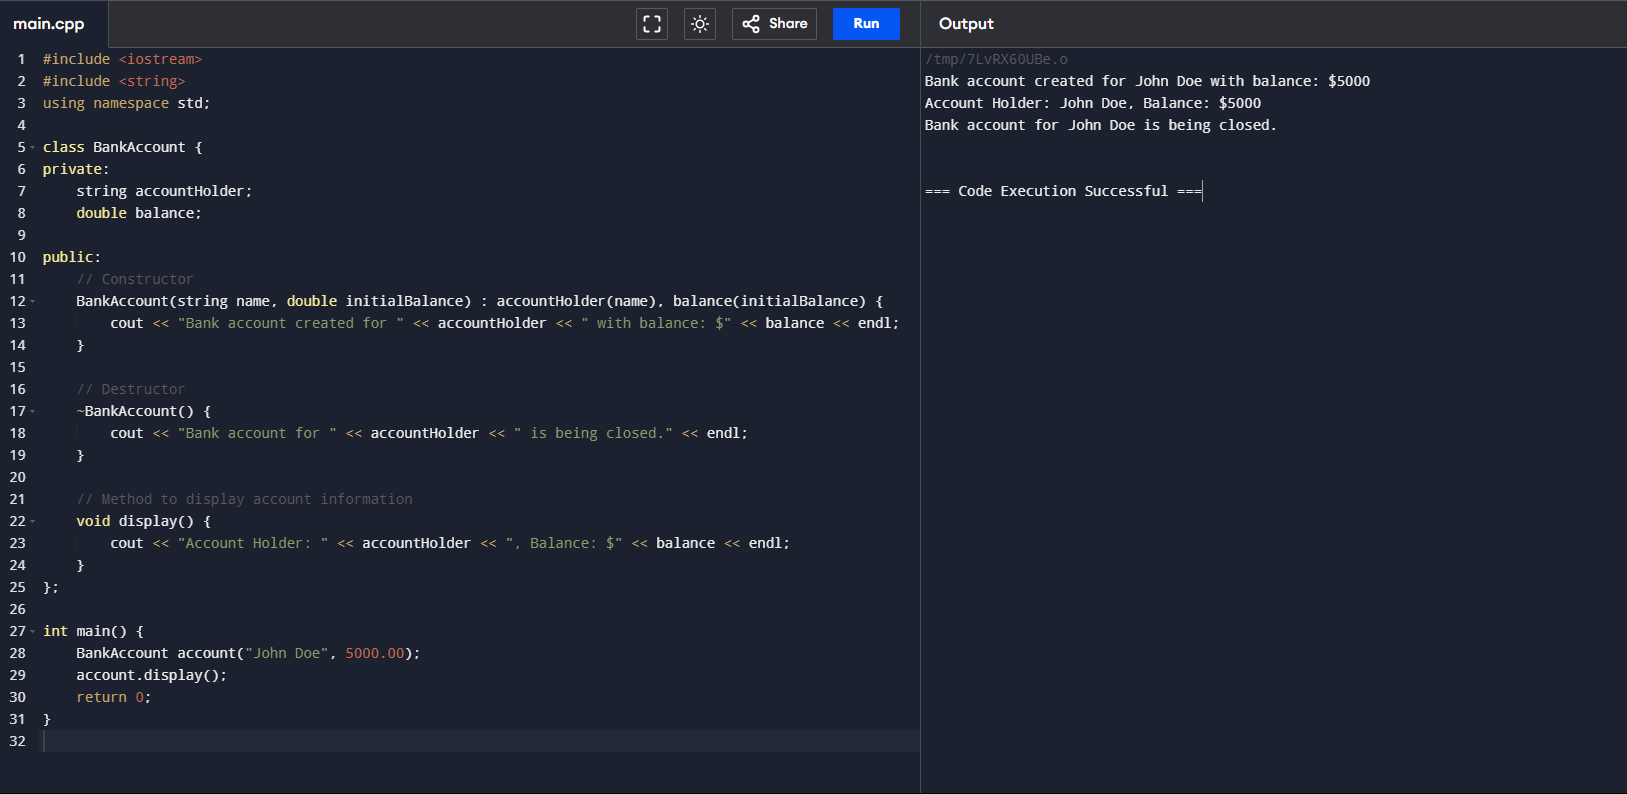 main.cpp
Share
Run
Output
1 #include <iostream>
2 #include <string>
3 using namespace std;
4
5 class BankAccount {
6 private:
7     string accountHolder;
8     double balance;
9
10 public:
11     // Constructor
12     BankAccount(string name, double initialBalance) : accountHolder(name), balance(initialBalance) {
13         cout << "Bank account created for " << accountHolder << " with balance: $" << balance << endl;
14     }
15
16     // Destructor
17     ~BankAccount() {
18         cout << "Bank account for " << accountHolder << " is being closed." << endl;
19     }
20
21     // Method to display account information
22     void display() {
23         cout << "Account Holder: " << accountHolder << ", Balance: $" << balance << endl;
24     }
25 };
26
27 int main() {
28     BankAccount account("John Doe", 5000.00);
29     account.display();
30     return 0;
31 }
32
/tmp/7LvRX6OUBe.o
Bank account created for John Doe with balance: $5000
Account Holder: John Doe, Balance: $5000
Bank account for John Doe is being closed.
=== Code Execution Successful ===